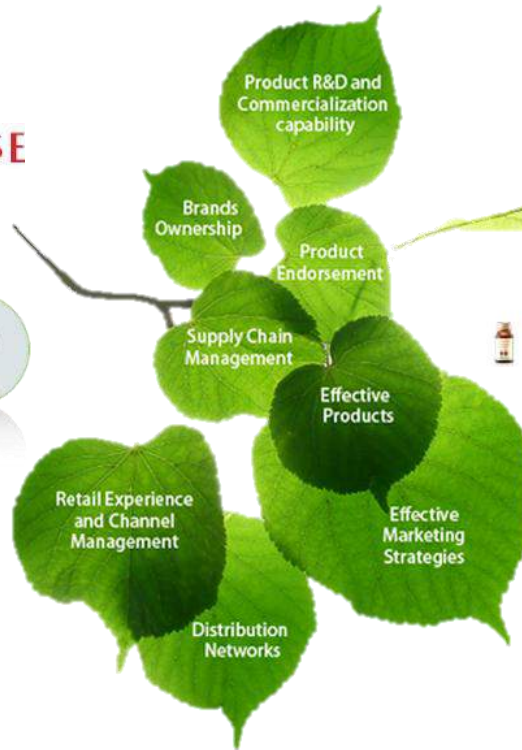 Product R&D and
Commercialization
capability
SE
Brands
Ownership
Product
Endorsement
Supply Chain
Management
Effective
Products
Retail Experience
and Channel
Management
Effective
Marketing
Strategies
Distribution
Networks